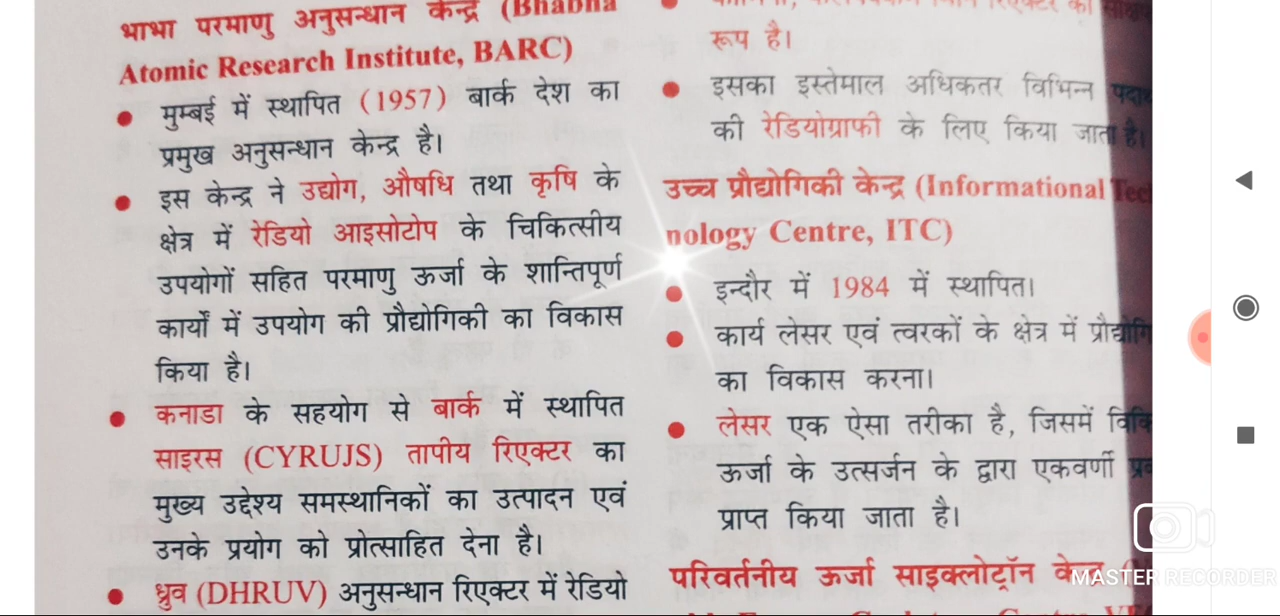 भाभा परमाणु अनुसन्धान केन्द्र (Bhabha
Atomic Research Institute, BARC)
• मुम्बई में स्थापित (1957) बार्क देश का
प्रमुख अनुसन्धान केन्द्र है।
• इस केन्द्र ने उद्योग, औषधि तथा कृषि के
क्षेत्र में रेडियो आइसोटोप के चिकित्सीय
उपयोगों सहित परमाणु ऊर्जा के शान्तिपूर्ण
कार्यों में उपयोग की प्रौद्योगिकी का विकास
किया है।
• कनाडा के सहयोग से बार्क में स्थापित
साइरस (CYRUJS) तापीय रिएक्टर का
मुख्य उद्देश्य समस्थानिकों का उत्पादन एवं
उनके प्रयोग को प्रोत्साहित देना है।
• ध्रुव (DHRUV) अनुसन्धान रिएक्टर में रेडियो
रूप है।
• इसका इस्तेमाल अधिकतर विभिन्न
की रेडियोग्राफी के लिए किया जाता है।
उच्च प्रौद्योगिकी केन्द्र (Informational Tech
nology Centre, ITC)
• इन्दौर में 1984 में स्थापित।
• कार्य लेसर एवं त्वरकों के क्षेत्र में
का विकास करना।
• लेसर एक ऐसा तरीका है, जिसमें
ऊर्जा के उत्सर्जन के द्वारा एकवर्णी
प्राप्त किया जाता है।
परिवर्तनीय ऊर्जा साइक्लोट्रॉन
MASTER RECORDER